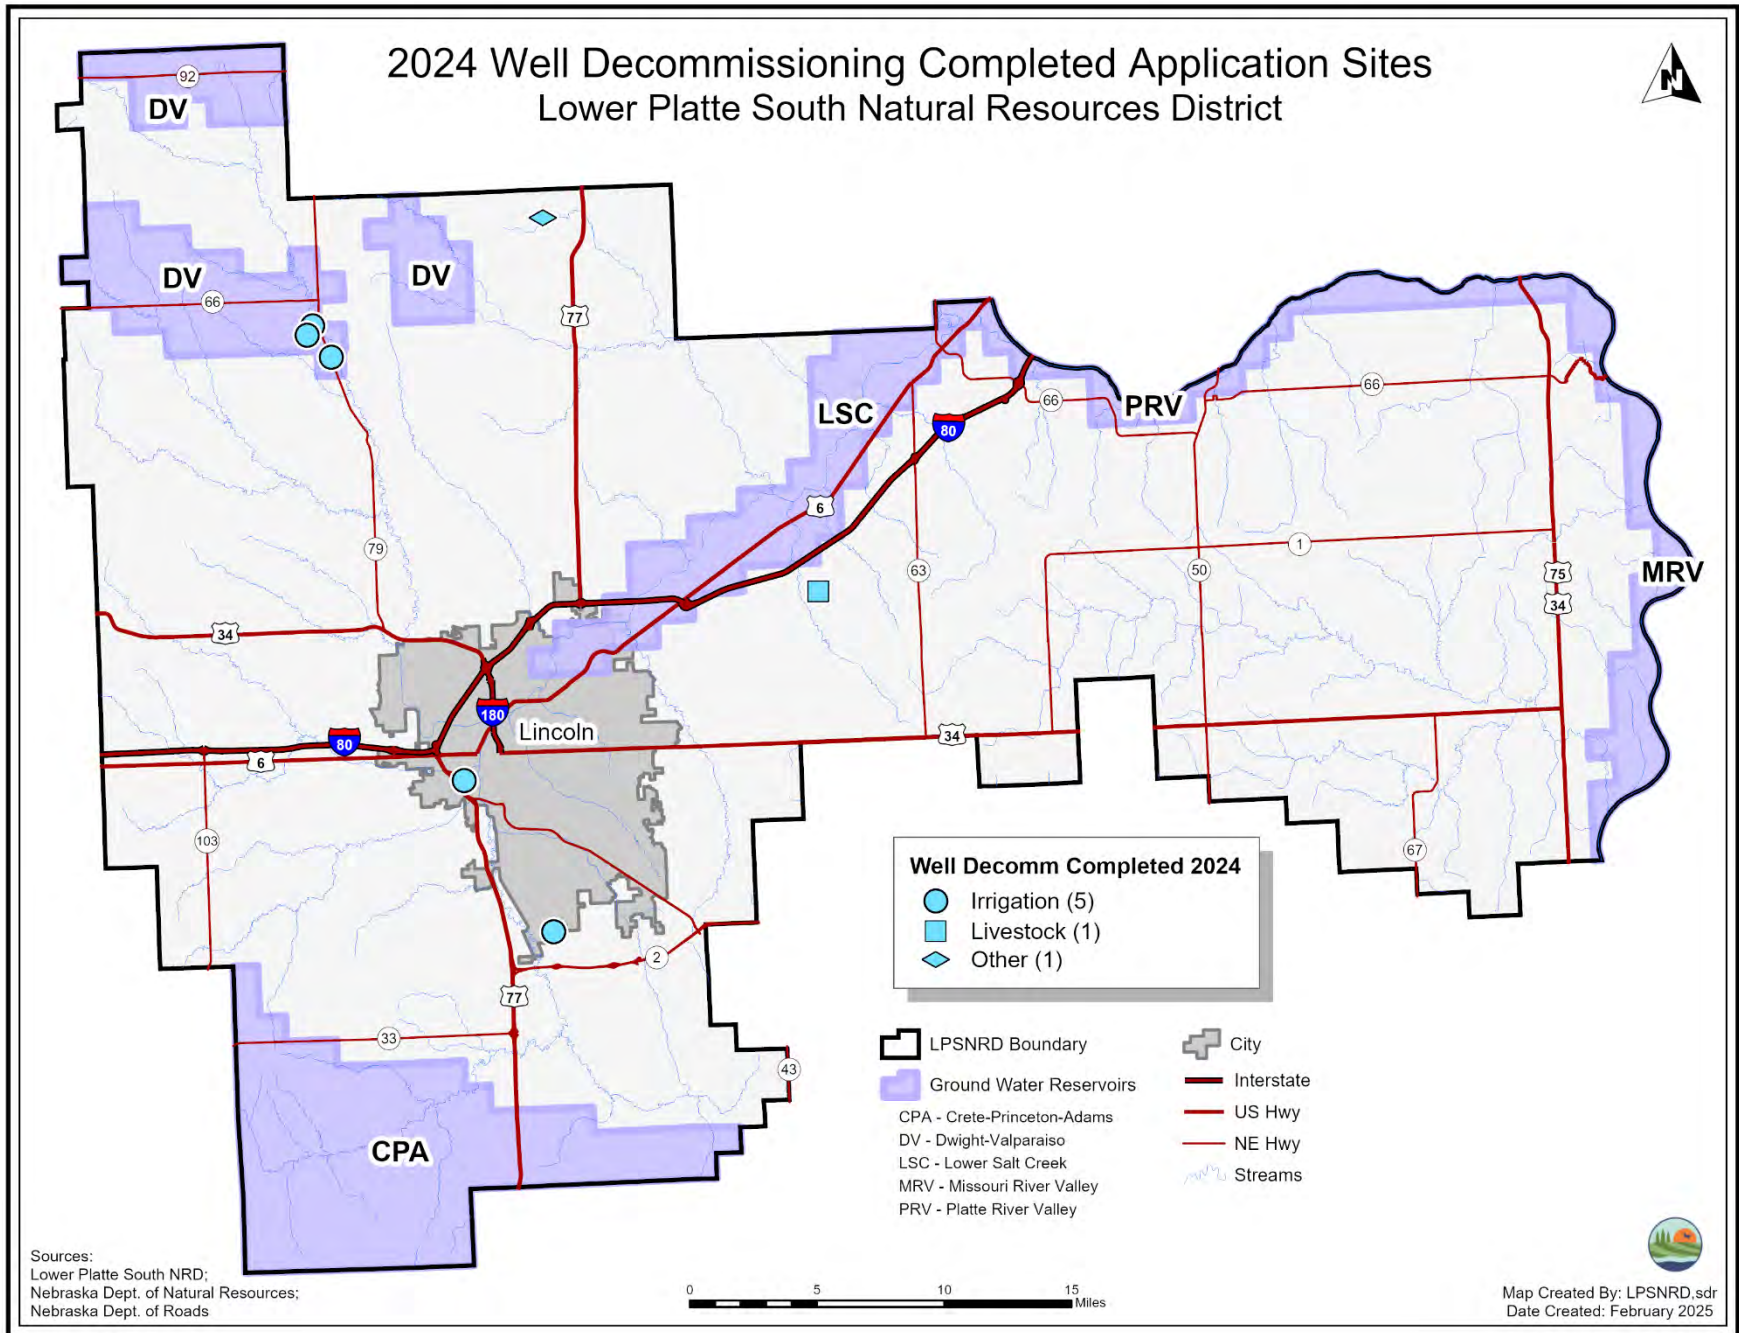 2024 Well Decommissioning Completed Application Sites
Lower Platte South Natural Resources District
N
92
DV
DV
DV
66
77
79
LSC
PRV
66
66
80
6
63
1
50
75
34
MRV
34
180
Lincoln
80
6
34
103
67
2
77
33
43
CPA
Well Decomm Completed 2024
Irrigation (5)
Livestock (1)
Other (1)
LPSNRD Boundary
Ground Water Reservoirs
CPA - Crete-Princeton-Adams
DV - Dwight-Valparaiso
LSC - Lower Salt Creek
MRV - Missouri River Valley
PRV - Platte River Valley
City
Interstate
US Hwy
NE Hwy
Streams
Sources:
Lower Platte South NRD;
Nebraska Dept. of Natural Resources;
Nebraska Dept. of Roads
0 5 10 15
Miles
Map Created By: LPSNRD,sdr
Date Created: February 2025